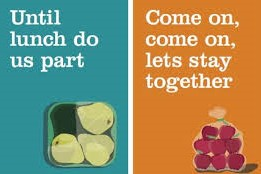 Until
lunch do
us part
Come on,
come on,
lets stay
together